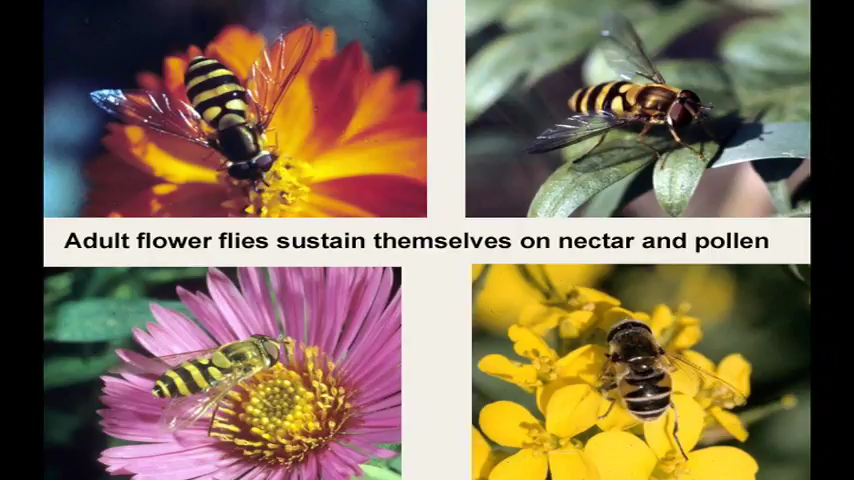 Adult flower flies sustain themselves on nectar and pollen